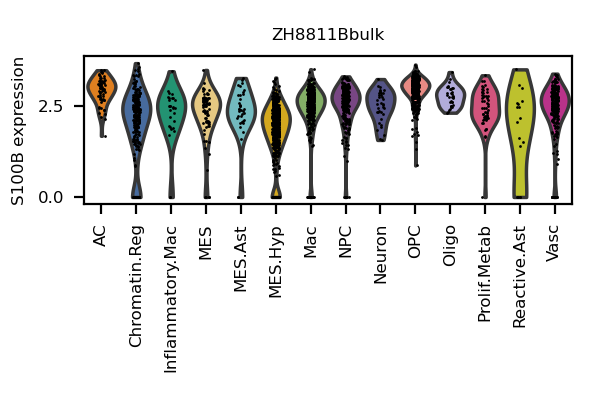 ZH8811Bbulk
S100B expression
2.5
0.0
AC
Chromatin.Reg
Inflammatory.Mac
MES
MES.Ast
MES.Hyp
Mac
NPC
Neuron
OPC
Oligo
Prolif.Metab
Reactive.Ast
Vasc